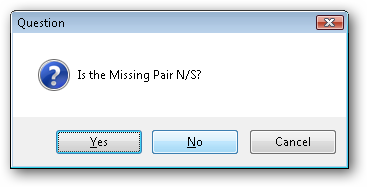 Question
Is the Missing Pair N/S?
Yes No Cancel